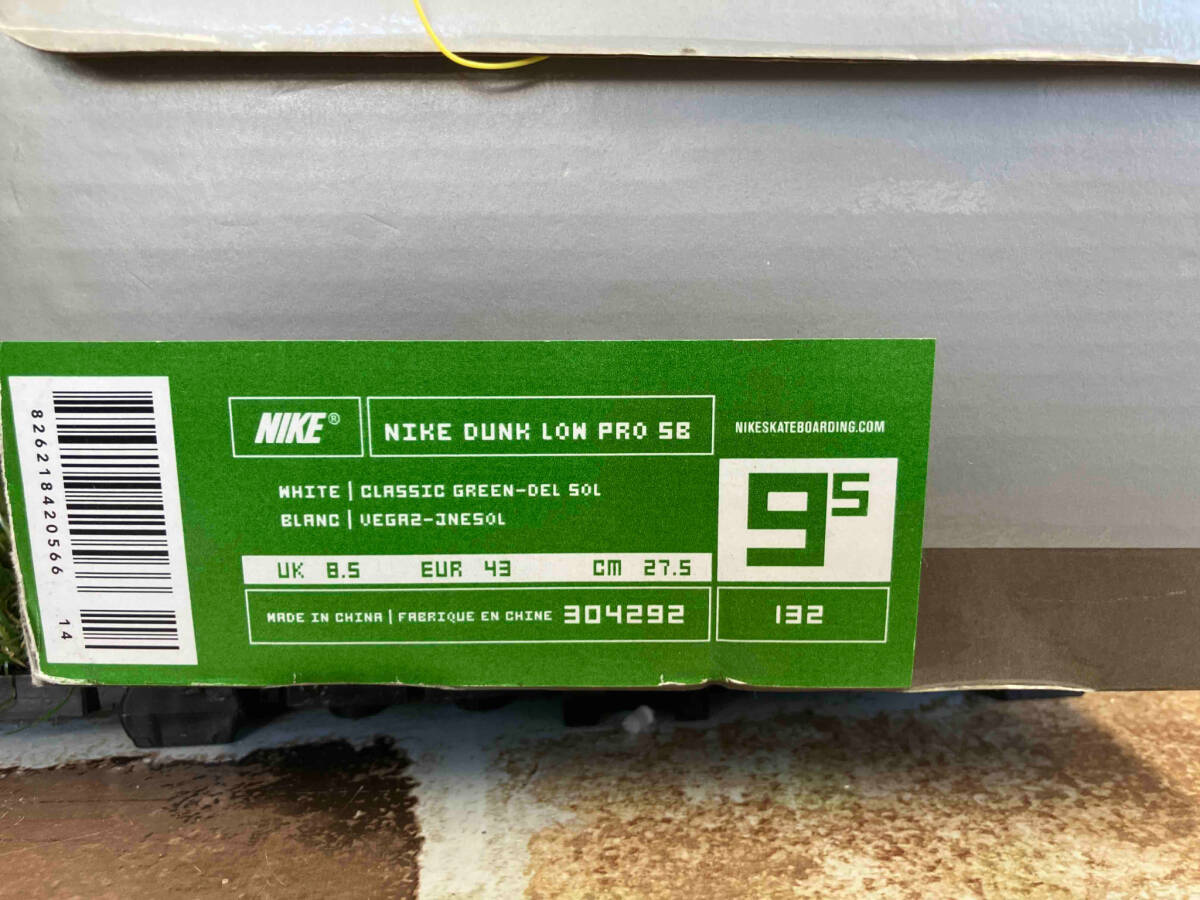 826218420566 14
NIKE®
NIKE DUNK LOW PRO SB
NIKESKATEBOARDING.COM
WHITE | CLASSIC GREEN-DEL SOL
BLANC | VEGAZ-JNESOL
9 5
UK 8.5 EUR 43 CM 27.5
MADE IN CHINA | FABRIQUE EN CHINE 304292
132